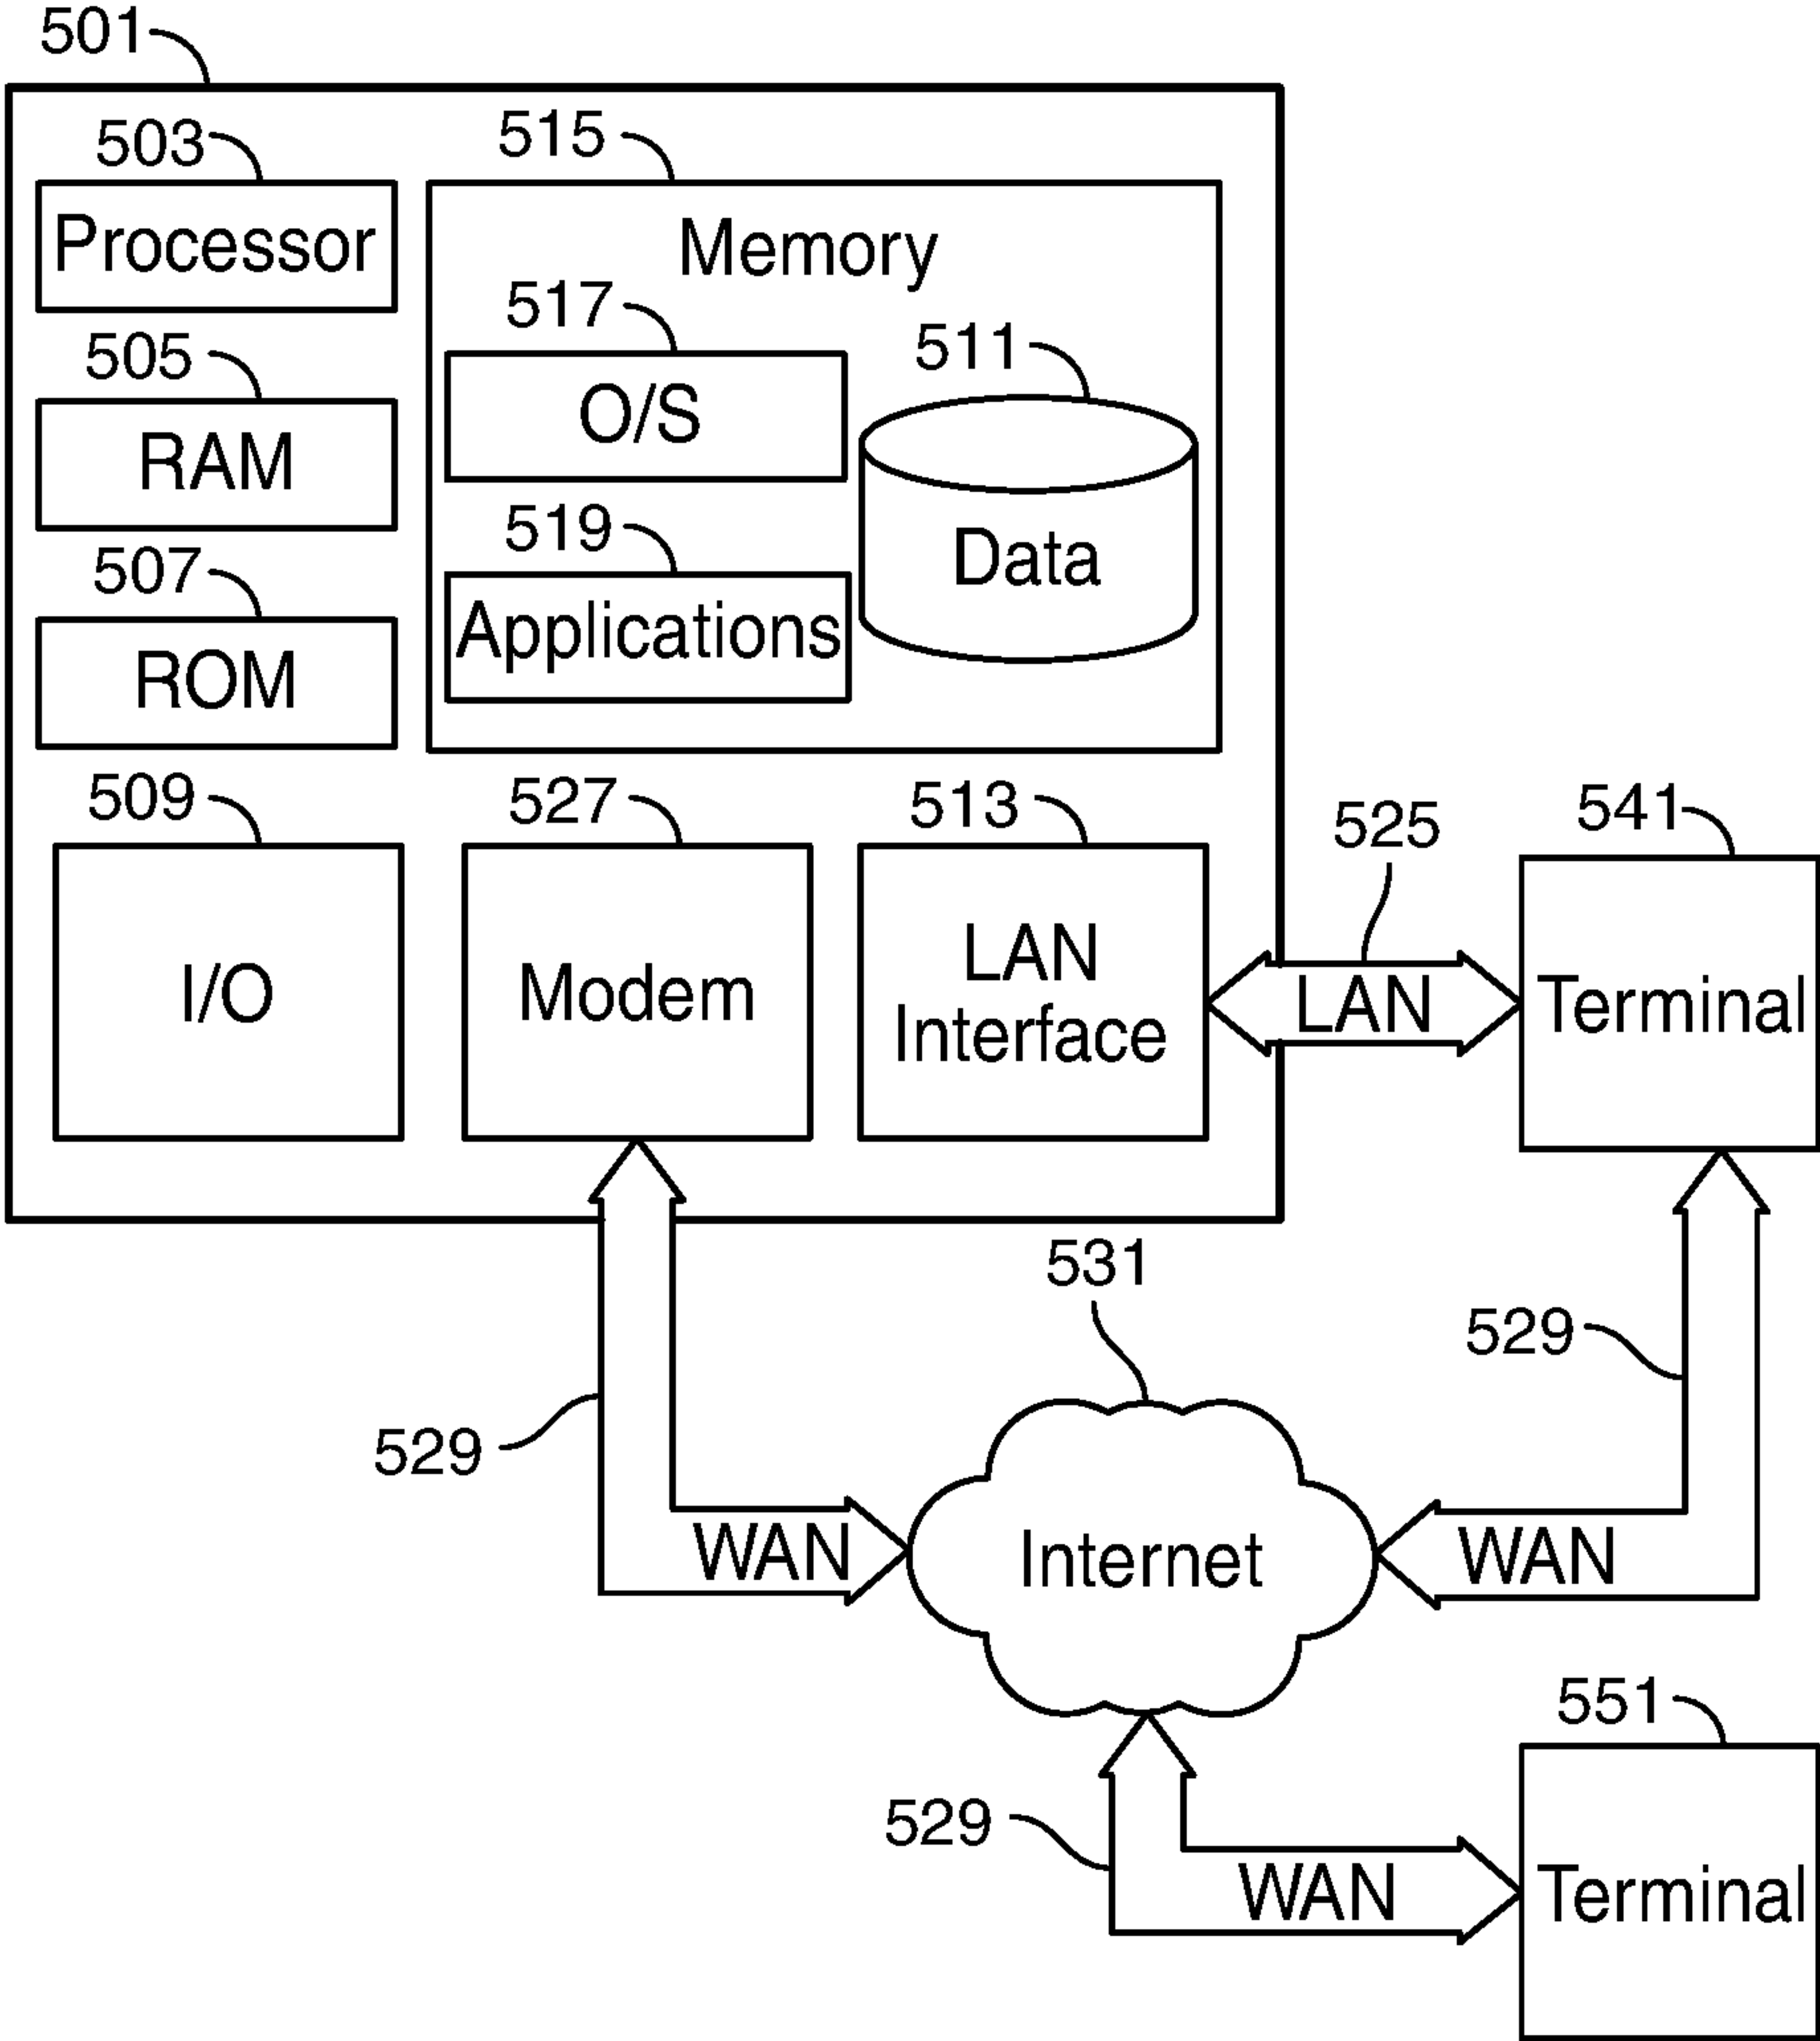 501
503
515
Processor
Memory
517
511
505
O/S
RAM
519
Data
507
Applications
ROM
509
527
513
525
541
I/O
Modem
LAN
Interface
LAN
Terminal
531
529
529
WAN
Internet
WAN
551
529
WAN
Terminal